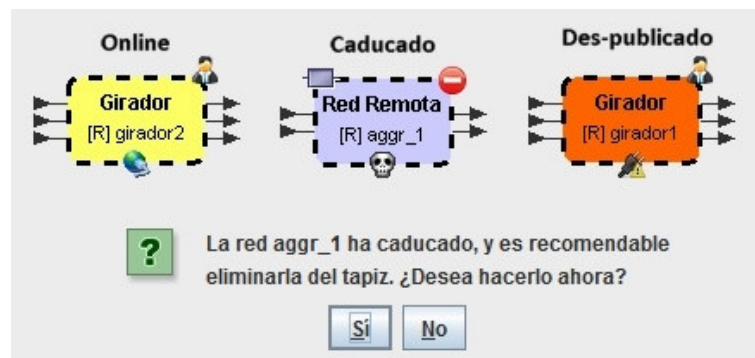 Online
Caducado
Des-publicado
Girador
[R] girador2
Red Remota
[R] aggr_1
Girador
[R] girador1
?
La red aggr_1 ha caducado, y es recomendable
eliminarla del tapiz. ¿Desea hacerlo ahora?
Sí
No